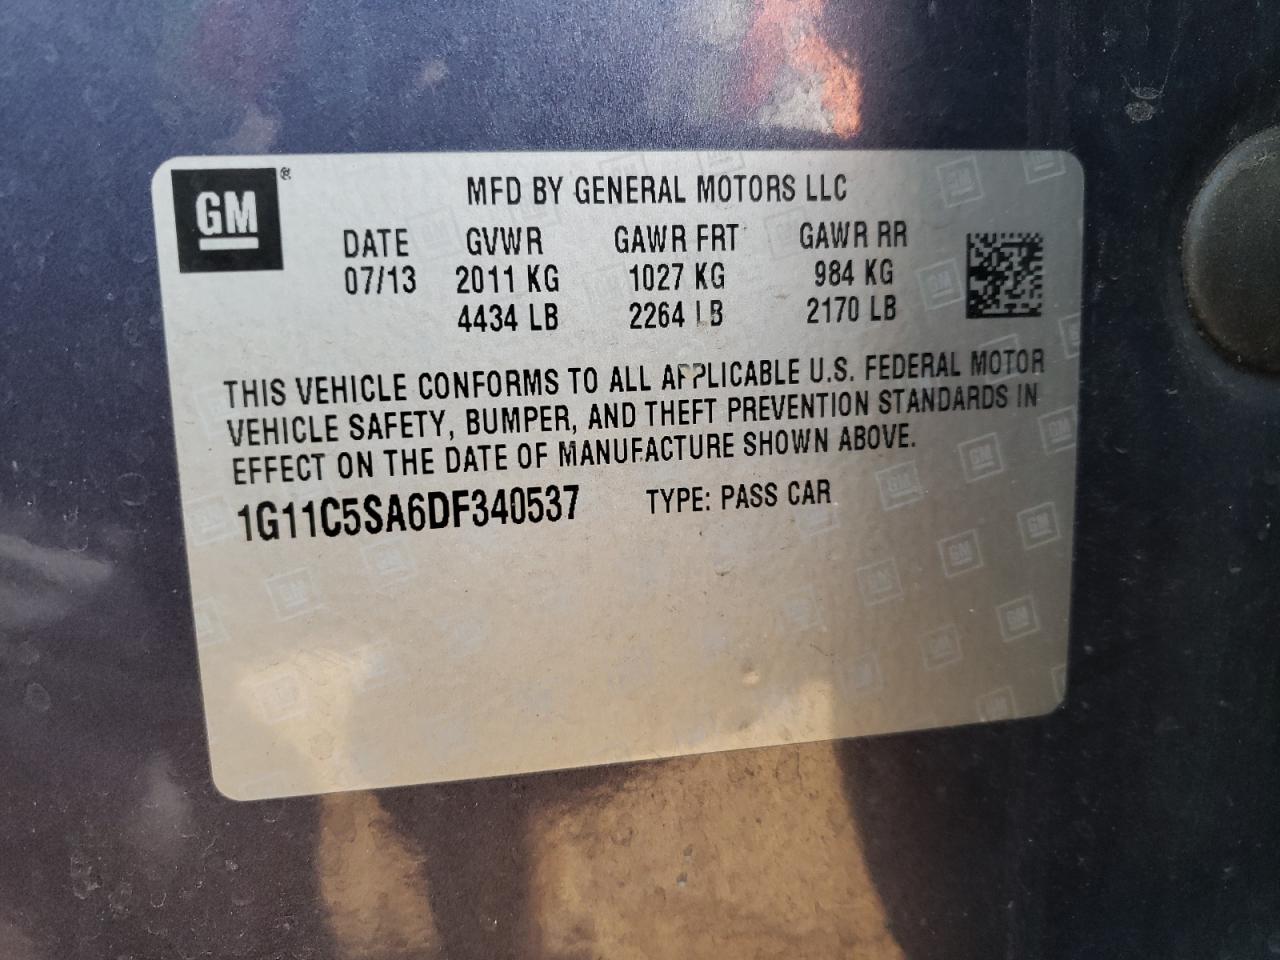 GM®
MFD BY GENERAL MOTORS LLC
DATE GVWR GAWR FRT GAWR RR
07/13 2011 KG 1027 KG 984 KG
4434 LB 2264 LB 2170 LB
THIS VEHICLE CONFORMS TO ALL APPLICABLE U.S. FEDERAL MOTOR
VEHICLE SAFETY, BUMPER, AND THEFT PREVENTION STANDARDS IN
EFFECT ON THE DATE OF MANUFACTURE SHOWN ABOVE.
1G11C5SA6DF340537 TYPE: PASS CAR